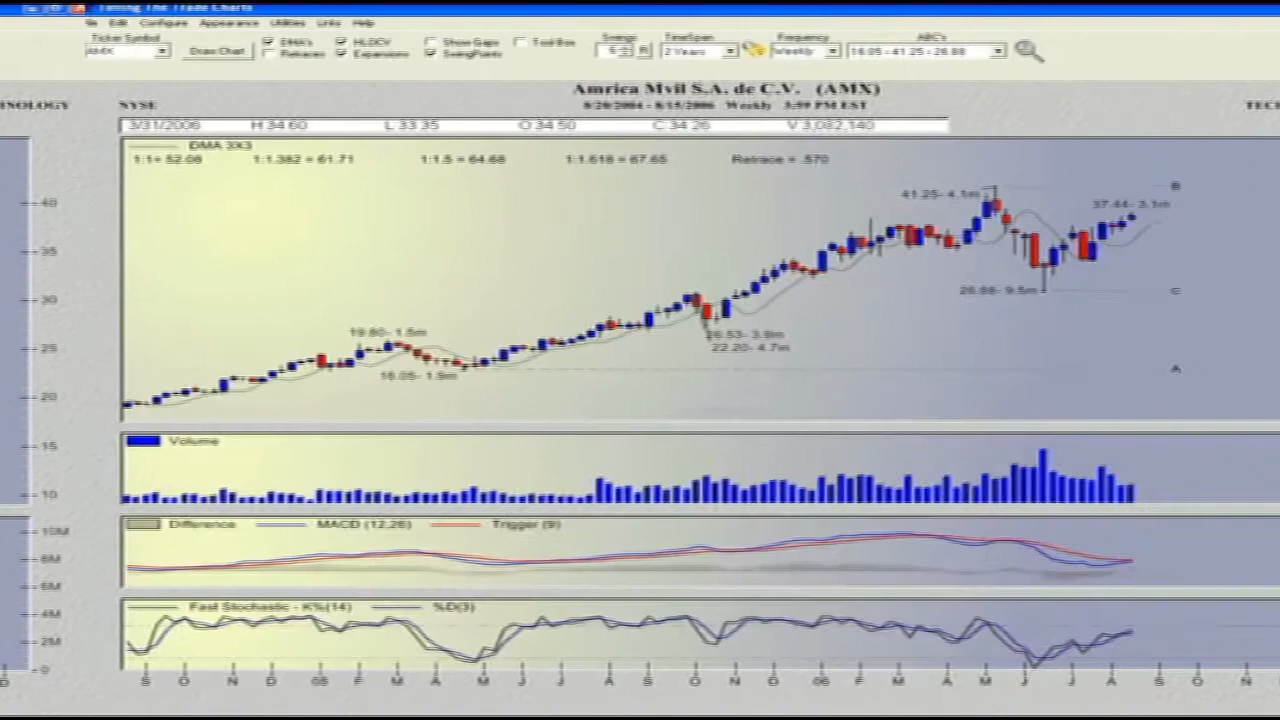 Timing The Trade Charts
Edit Configure Appearance Utilities Links Help
Ticker Symbol
AMX Draw Chart
DMA's HLOCV Show Gaps Tool Box
Retraces Expansions SwingPoints
Swings TimeSpan Frequency ABC's
6 R 2 Years Weekly 16.05 - 41.25 - 26.88
Amrica Mvil S.A. de C.V. (AMX)
HNOLOGY NYSE 8/20/2004 - 8/15/2006 Weekly 3:59 PM EST TEC
3/31/2006 H 34.60 L 33.35 O 34.50 C 34.26 V 3,082,140
DMA 3X3
1:1= 52.08 1:1.382 = 61.71 1:1.5 = 64.68 1:1.618 = 67.65 Retrace = .570
B
41.25- 4.1m
40
37.44- 3.1m
35
26.88- 9.5m C
30
19.80- 1.5m
26.53- 3.9m
22.20- 4.7m
25
16.05- 1.9m A
20
15
Volume
10
Difference MACD (12,26) Trigger (9)
10M
8M
6M
Fast Stochastic - K%(14) %D(3)
4M
2M
0
D S O N D 05 F M A M J J A S O N D 06 F M A M J J A S O N